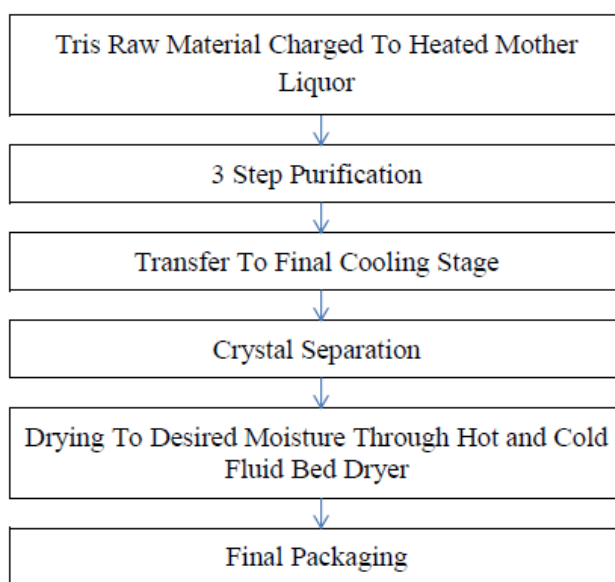 Tris Raw Material Charged To Heated Mother
Liquor
3 Step Purification
Transfer To Final Cooling Stage
Crystal Separation
Drying To Desired Moisture Through Hot and Cold
Fluid Bed Dryer
Final Packaging